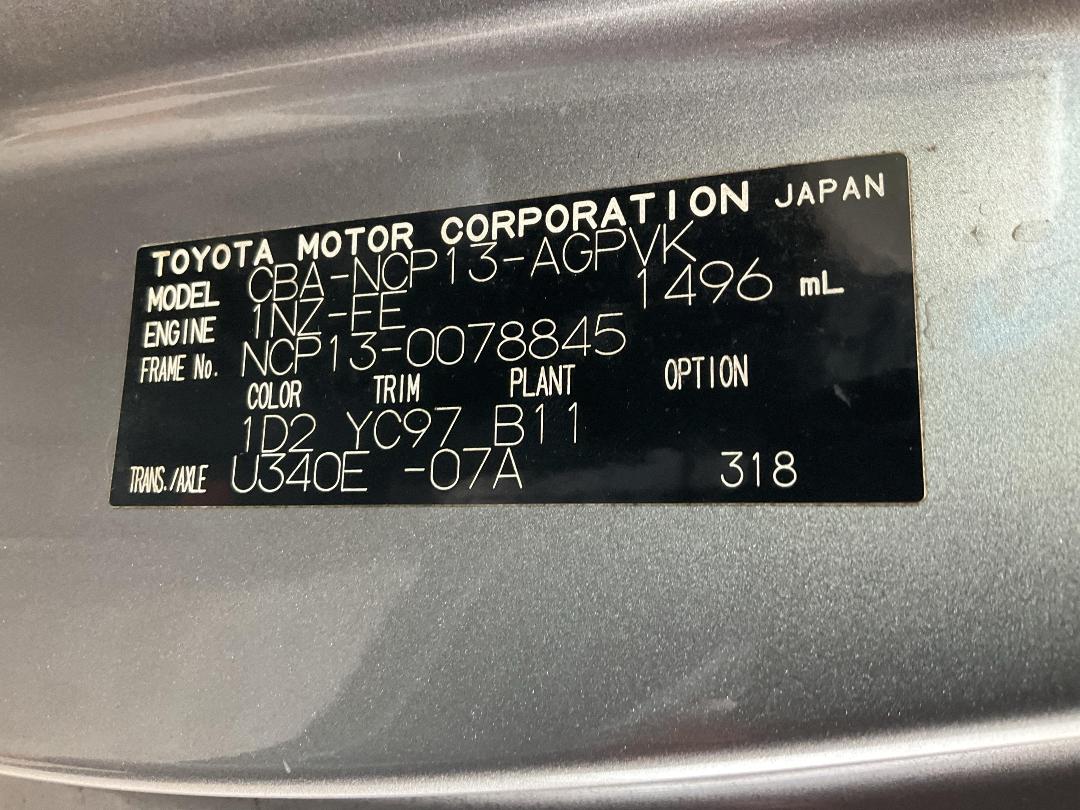 TOYOTA MOTOR CORPORATION JAPAN
MODEL CBA-NCP13-AGPVK
ENGINE 1NZ-FE 1496 mL
FRAME No. NCP13-0078845
COLOR TRIM PLANT OPTION
1D2 YC97 B11
TRANS./AXLE U340E -07A 318